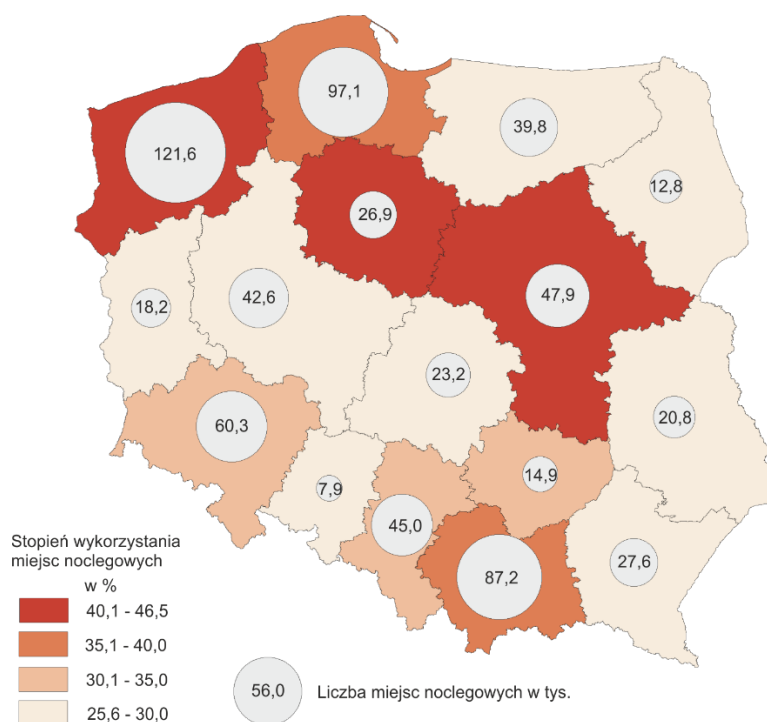 97,1
39,8
121,6
12,8
26,9
47,9
42,6
18,2
23,2
20,8
60,3
14,9
7,9
45,0
27,6
87,2
Stopień wykorzystania
miejsc noclegowych
w %
40,1 - 46,5
35,1 - 40,0
30,1 - 35,0
25,6 - 30,0
56,0
Liczba miejsc noclegowych w tys.